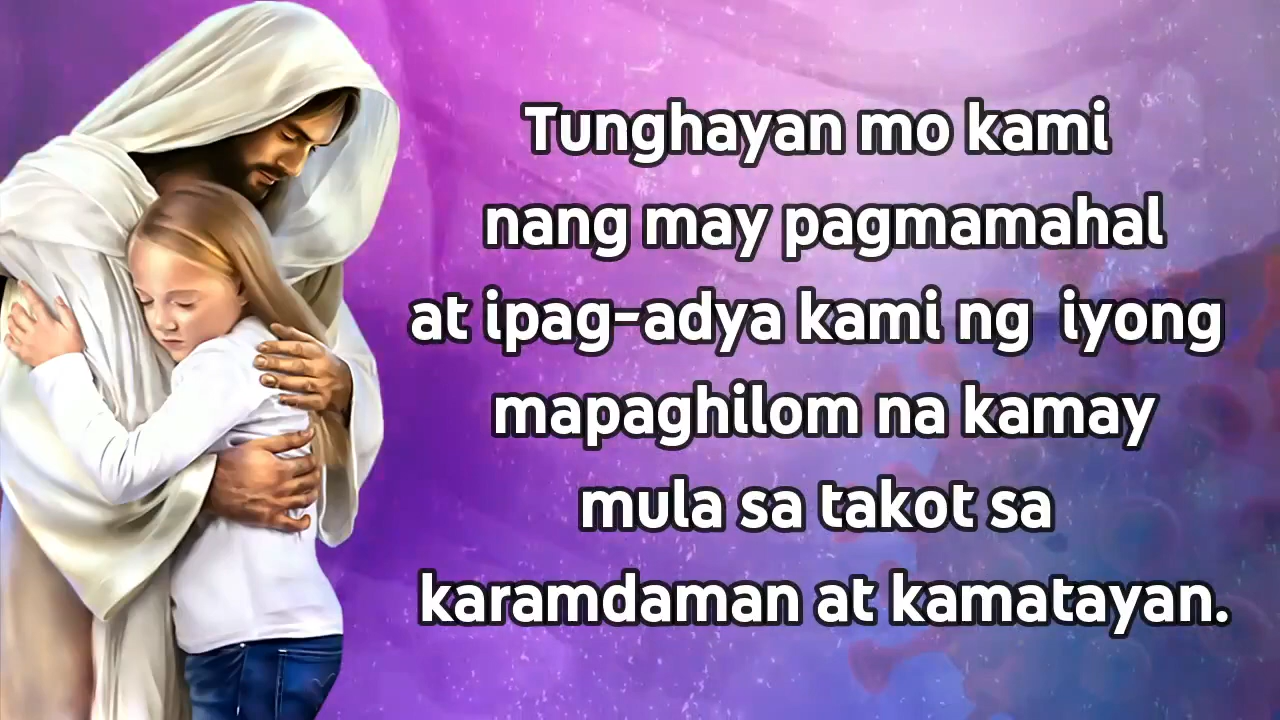 Tunghayan mo kami
nang may pagmamahal
at ipag-adya kami ng iyong
mapaghilom na kamay
mula sa takot sa
karamdaman at kamatayan.